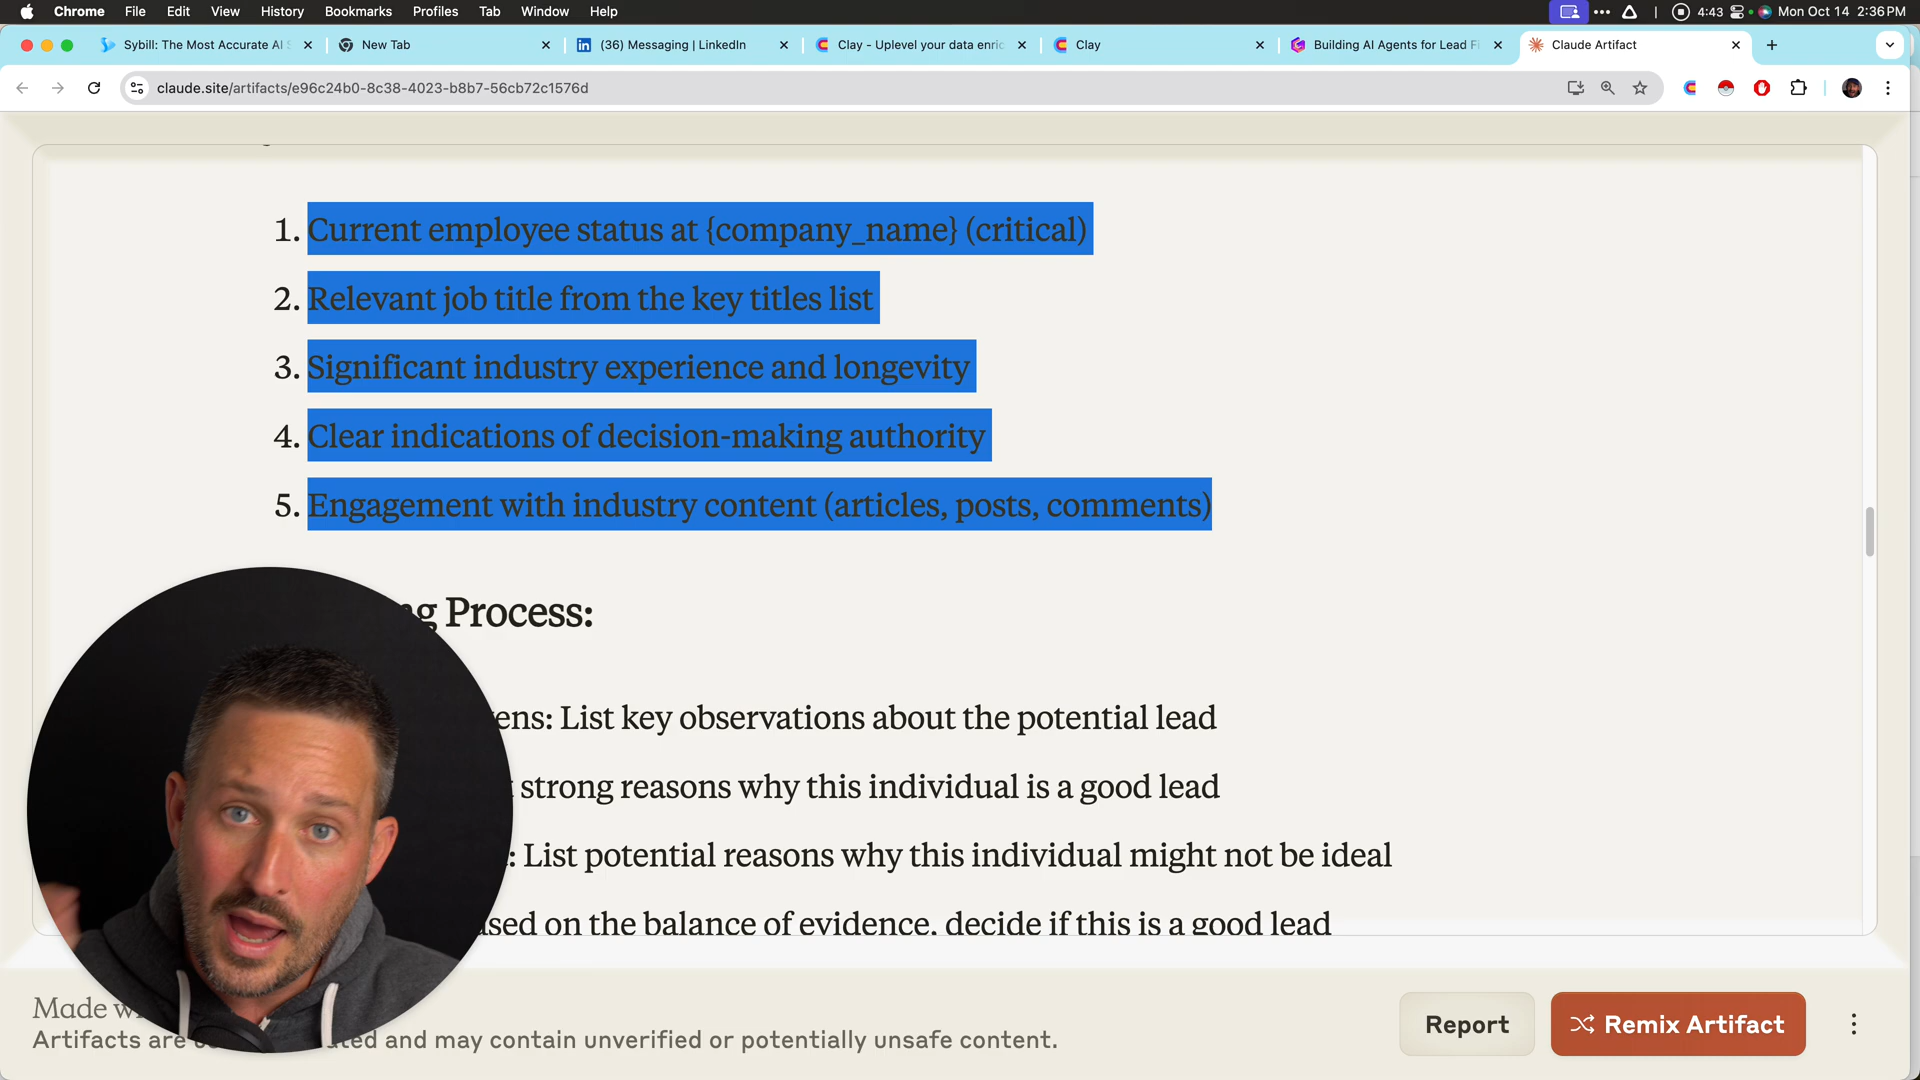 Chrome File Edit View History Bookmarks Profiles Tab Window Help
4:43 Mon Oct 14 2:36 PM
Sybill: The Most Accurate AI
New Tab
(36) Messaging | LinkedIn
Clay - Uplevel your data enric
Clay
Building AI Agents for Lead Fi
Claude Artifact
claude.site/artifacts/e96c24b0-8c38-4023-b8b7-56cb72c1576d
1. Current employee status at {company_name} (critical)
2. Relevant job title from the key titles list
3. Significant industry experience and longevity
4. Clear indications of decision-making authority
5. Engagement with industry content (articles, posts, comments)
Process:
ens: List key observations about the potential lead
strong reasons why this individual is a good lead
: List potential reasons why this individual might not be ideal
sed on the balance of evidence, decide if this is a good lead
Made w
Artifacts are ted and may contain unverified or potentially unsafe content.
Report
Remix Artifact